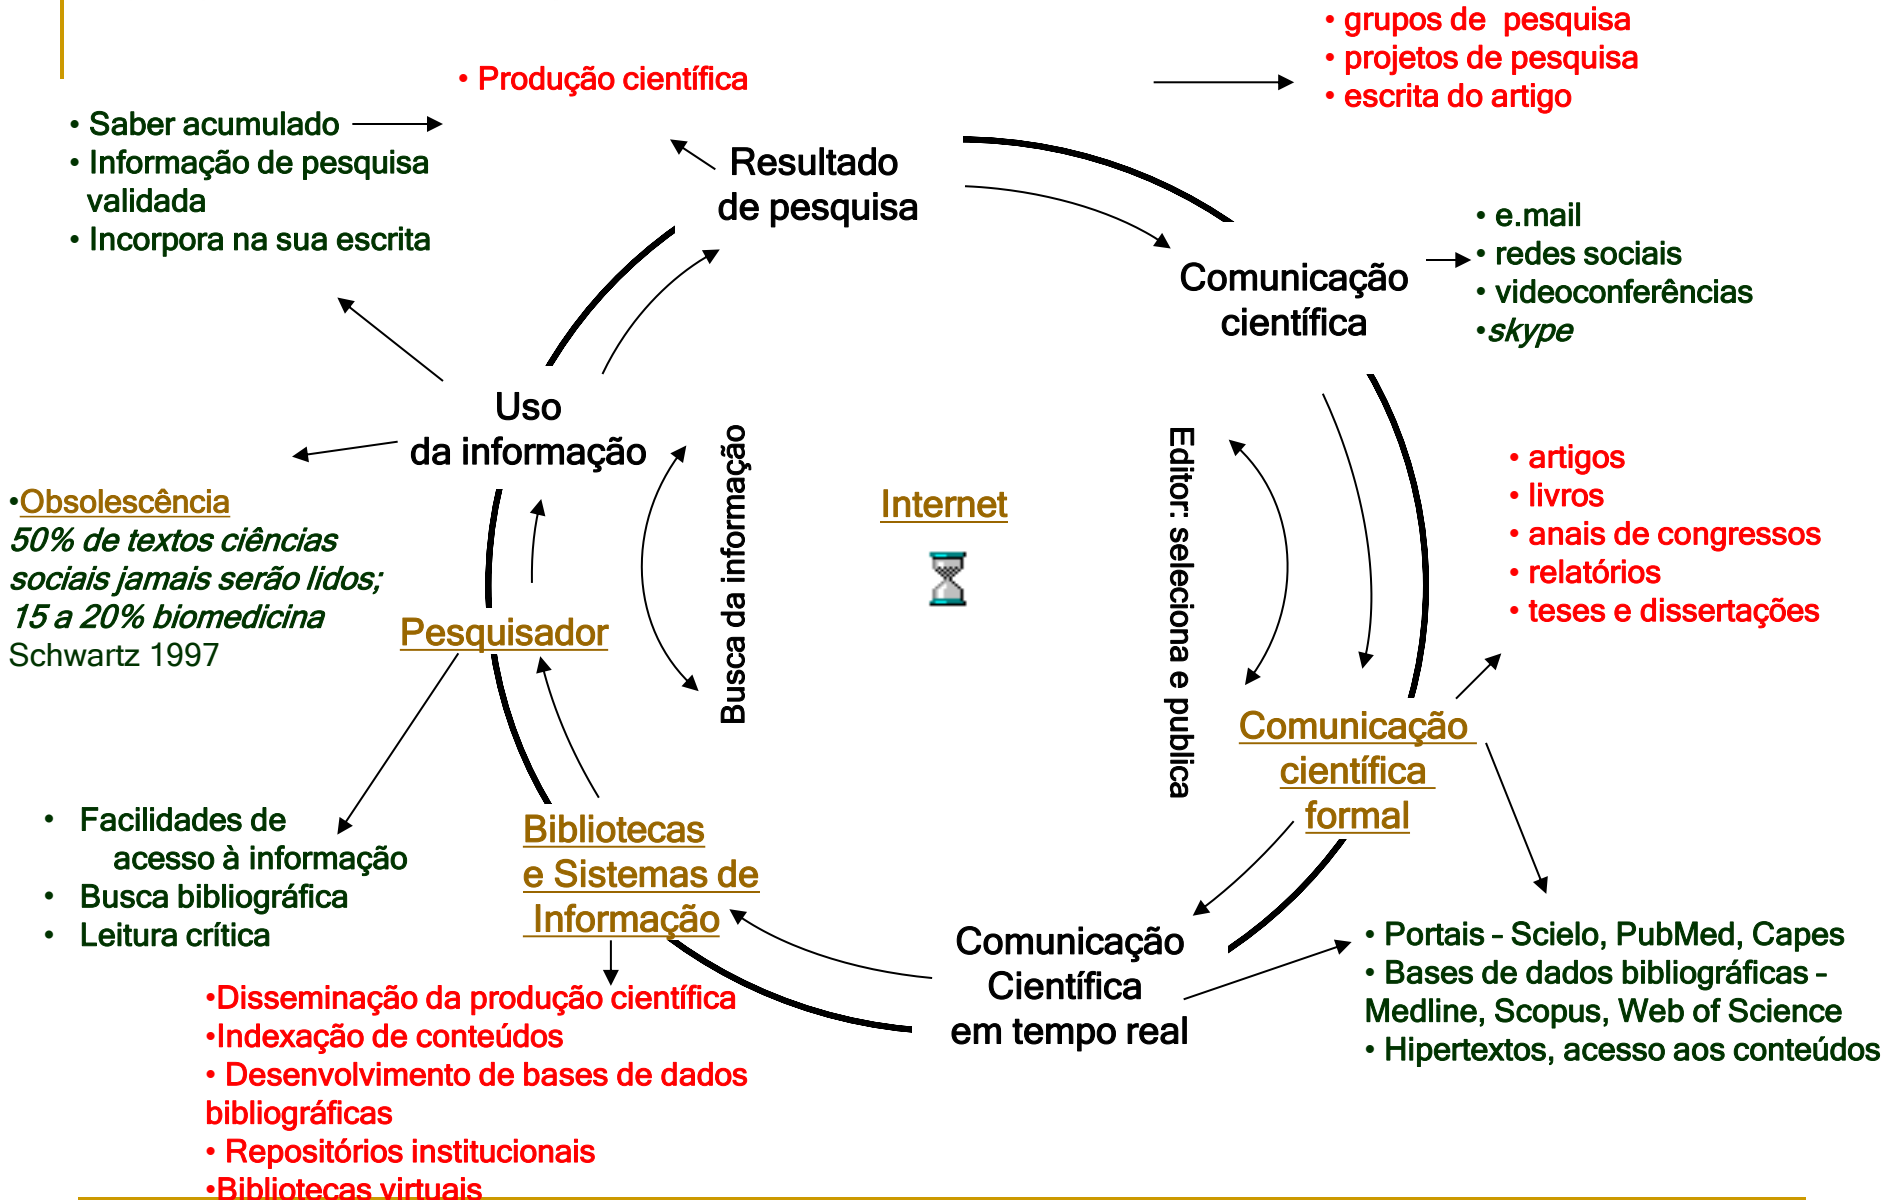 • grupos de  pesquisa
• projetos de pesquisa
• escrita do artigo
• Produção científica
• Saber acumulado
• Informação de pesquisa
validada
• Incorpora na sua escrita
Resultado
de pesquisa
Comunicação
científica
• e.mail
• redes sociais
• videoconferências
•skype
Uso
da informação
Busca da informação
Internet
Editor: seleciona e publica
• artigos
• livros
• anais de congressos
• relatórios
• teses e dissertações
•Obsolescência
50% de textos ciências
sociais jamais serão lidos;
15 a 20% biomedicina
Schwartz 1997
Pesquisador
Comunicação
científica
formal
• Facilidades de
acesso à informação
• Busca bibliográfica
• Leitura crítica
Bibliotecas
e Sistemas de
Informação
Comunicação
Científica
em tempo real
• Portais – Scielo, PubMed, Capes
• Bases de dados bibliográficas –
Medline, Scopus, Web of Science
• Hipertextos, acesso aos conteúdos
•Disseminação da produção científica
•Indexação de conteúdos
• Desenvolvimento de bases de dados
bibliográficas
• Repositórios institucionais
•Bibliotecas virtuais